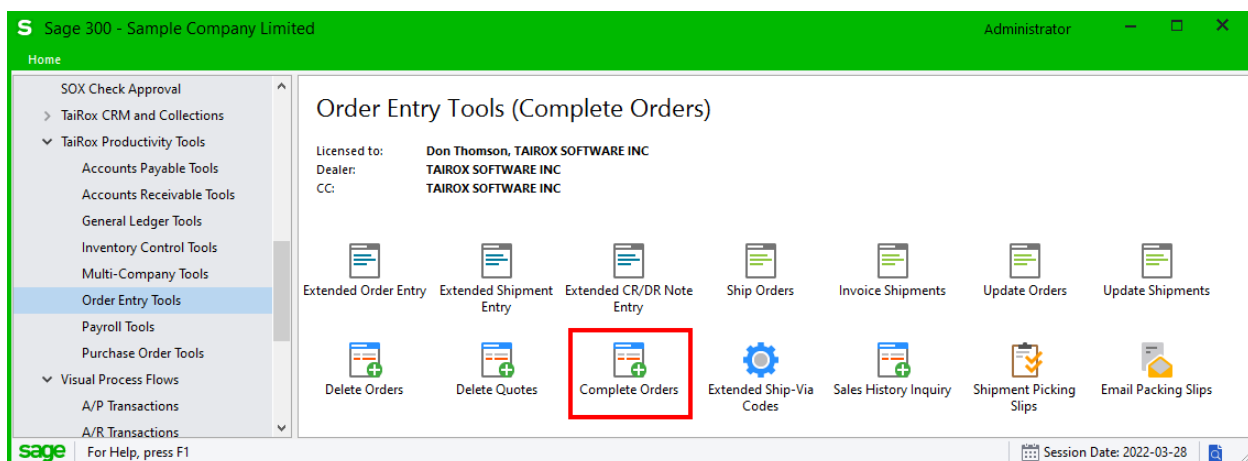 S Sage 300 - Sample Company Limited
Administrator
Home
SOX Check Approval
TaiRox CRM and Collections
TaiRox Productivity Tools
Accounts Payable Tools
Accounts Receivable Tools
General Ledger Tools
Inventory Control Tools
Multi-Company Tools
Order Entry Tools
Payroll Tools
Purchase Order Tools
Visual Process Flows
A/P Transactions
A/R Transactions
Order Entry Tools (Complete Orders)
Licensed to: Don Thomson, TAIROX SOFTWARE INC
Dealer: TAIROX SOFTWARE INC
CC: TAIROX SOFTWARE INC
Extended Order Entry
Extended Shipment
Entry
Extended CR/DR Note
Entry
Ship Orders
Invoice Shipments
Update Orders
Update Shipments
Delete Orders
Delete Quotes
Complete Orders
Extended Ship-Via
Codes
Sales History Inquiry
Shipment Picking
Slips
Email Packing Slips
sage For Help, press F1
Session Date: 2022-03-28